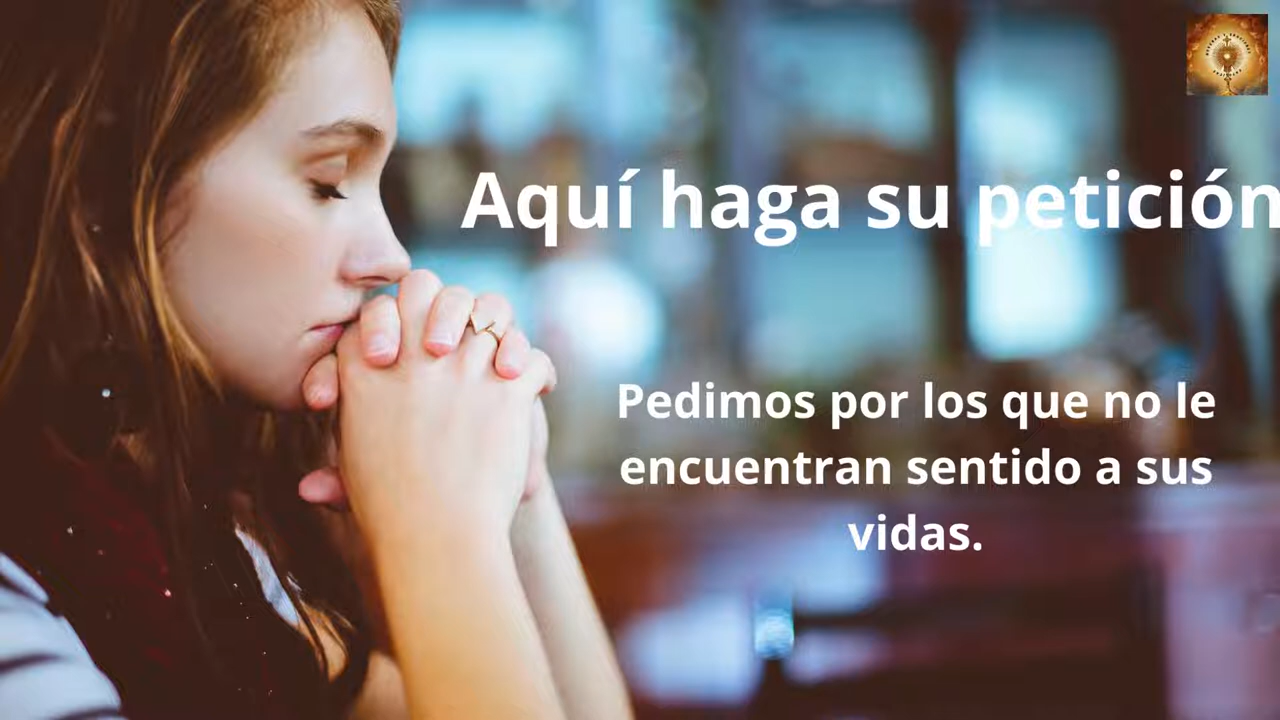 Aquí haga su petición
Pedimos por los que no le
encuentran sentido a sus
vidas.